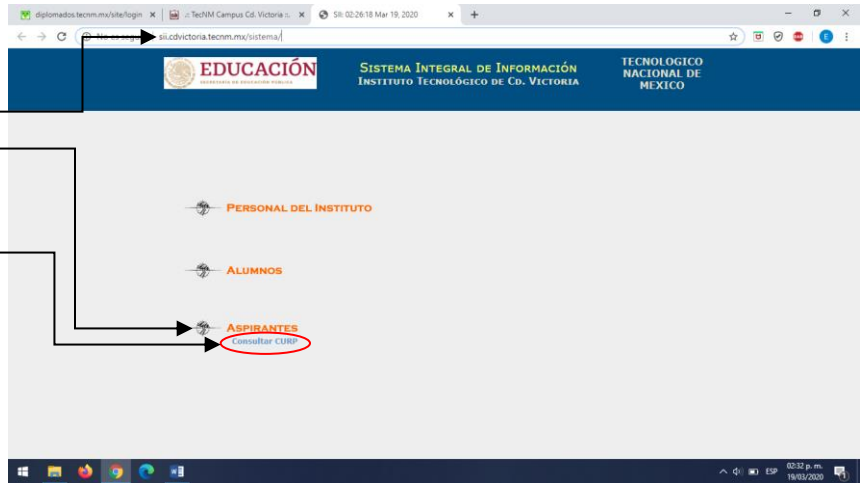 diplomados.tecnm.mx/site/login
.: TecNM Campus Cd. Victoria :.
SII: 02:26:18 Mar 19, 2020
No es segu
sii.cdvictoria.tecnm.mx/sistema/
E
EDUCACIÓN
SECRETARÍA DE EDUCACIÓN PÚBLICA
SISTEMA INTEGRAL DE INFORMACIÓN
INSTITUTO TECNOLÓGICO DE CD. VICTORIA
TECNOLOGICO
NACIONAL DE
MEXICO
PERSONAL DEL INSTITUTO
ALUMNOS
ASPIRANTES
Consultar CURP
ESP
02:32 p. m.
19/03/2020